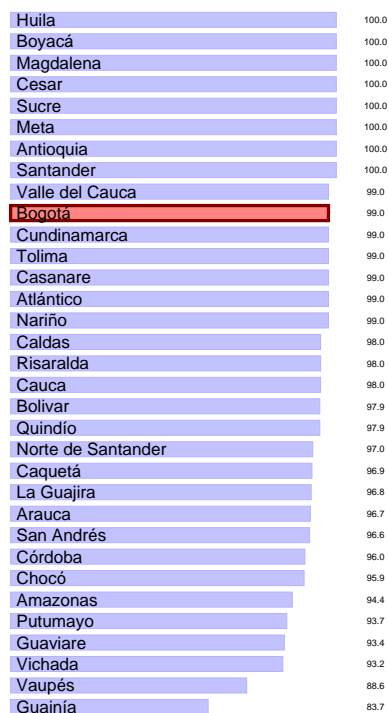 Huila 100.0
Boyacá 100.0
Magdalena 100.0
Cesar 100.0
Sucre 100.0
Meta 100.0
Antioquia 100.0
Santander 100.0
Valle del Cauca 99.0
Bogotá 99.0
Cundinamarca 99.0
Tolima 99.0
Casanare 99.0
Atlántico 99.0
Nariño 99.0
Caldas 98.0
Risaralda 98.0
Cauca 98.0
Bolivar 97.9
Quindío 97.9
Norte de Santander 97.0
Caquetá 96.9
La Guajira 96.8
Arauca 96.7
San Andrés 96.6
Córdoba 96.0
Chocó 95.9
Amazonas 94.4
Putumayo 93.7
Guaviare 93.4
Vichada 93.2
Vaupés 88.6
Guainía 83.7